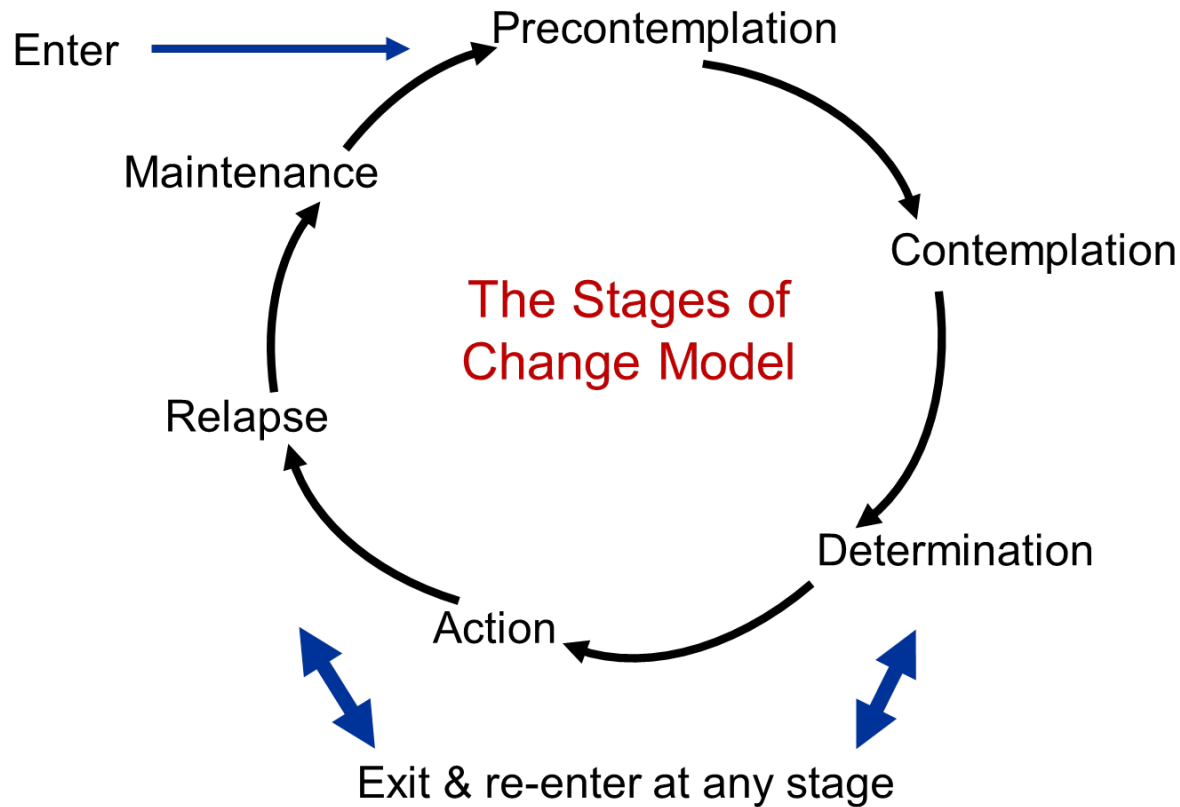 Enter
Precontemplation
Maintenance
Contemplation
The Stages of
Change Model
Relapse
Determination
Action
Exit & re-enter at any stage